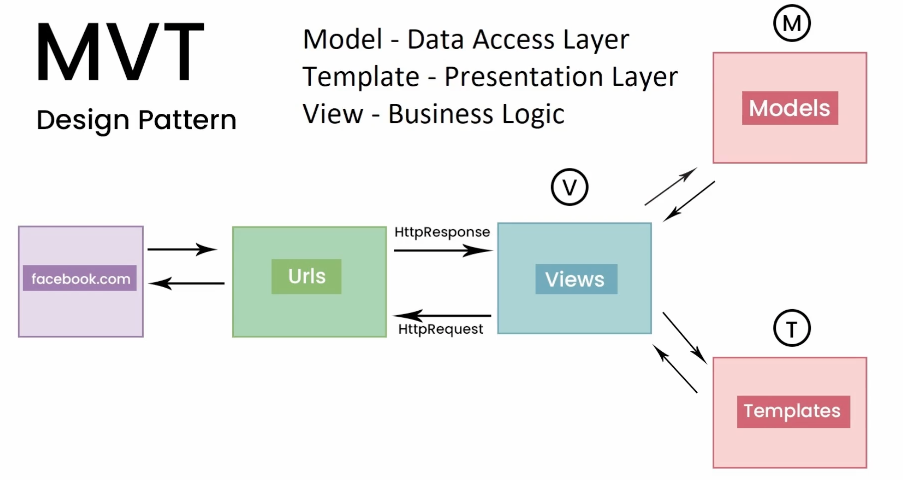 MVT
Design Pattern
Model - Data Access Layer
Template - Presentation Layer
View - Business Logic
M
Models
V
HttpResponse
facebook.com
Urls
Views
HttpRequest
T
Templates